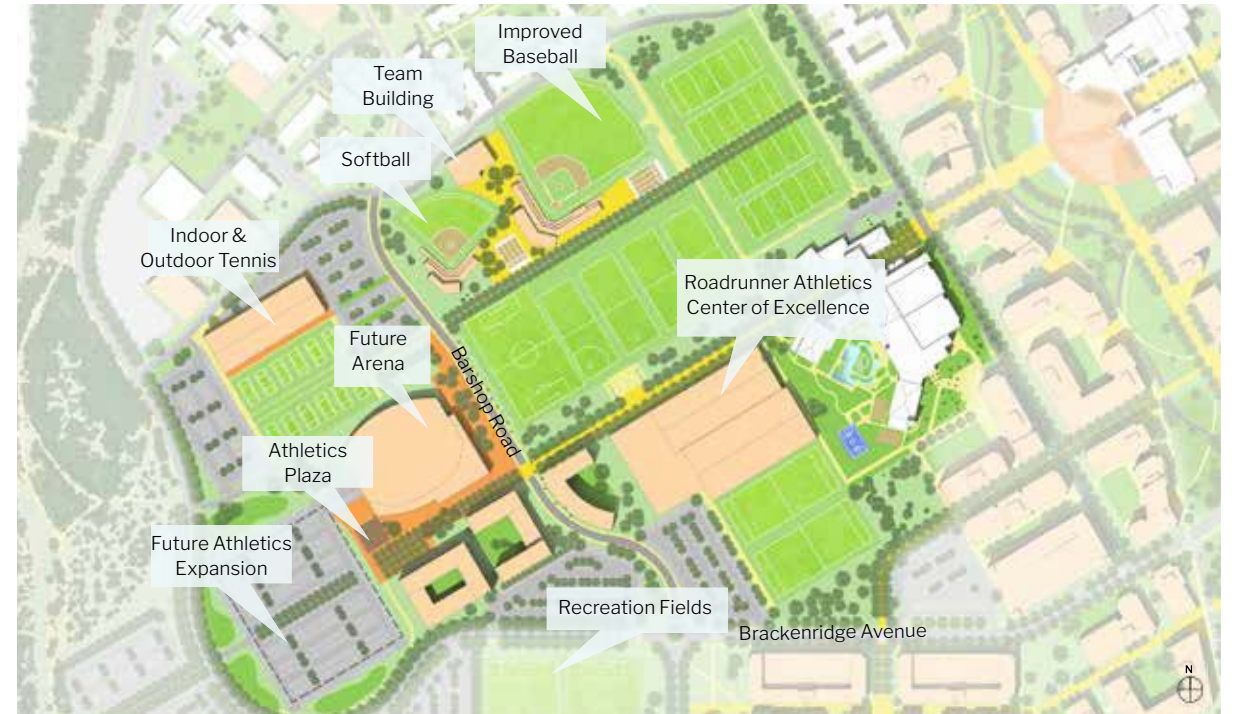 Improved
Baseball
Team
Building
Softball
Indoor &
Outdoor Tennis
Roadrunner Athletics
Center of Excellence
Future
Arena
Barshop Road
Athletics
Plaza
Future Athletics
Expansion
Recreation Fields
Brackenridge Avenue
N